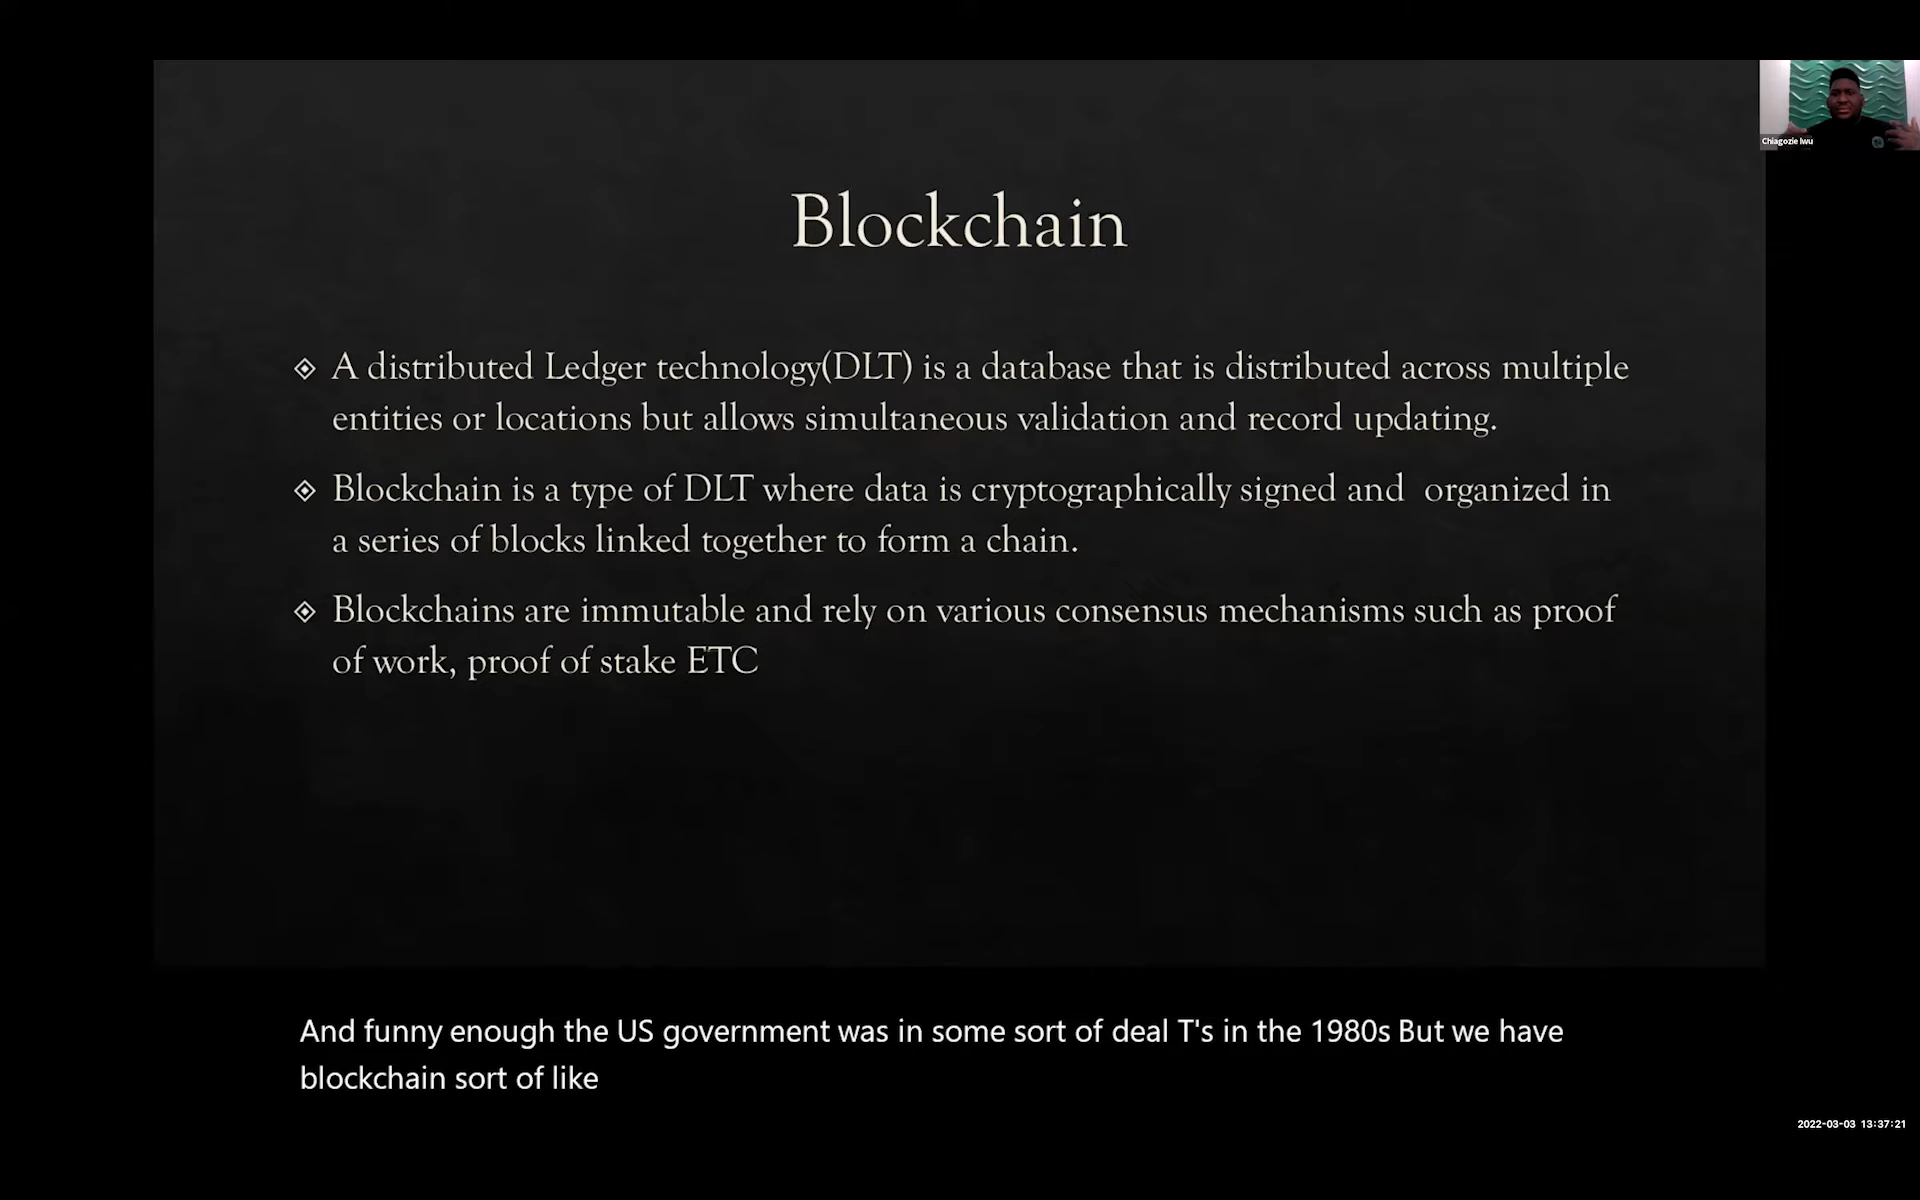 Blockchain
Chiagozie Iwu
A distributed Ledger technology(DLT) is a database that is distributed across multiple
entities or locations but allows simultaneous validation and record updating.
Blockchain is a type of DLT where data is cryptographically signed and  organized in
a series of blocks linked together to form a chain.
Blockchains are immutable and rely on various consensus mechanisms such as proof
of work, proof of stake ETC
And funny enough the US government was in some sort of deal T's in the 1980s But we have
blockchain sort of like
2022-03-03 13:37:21